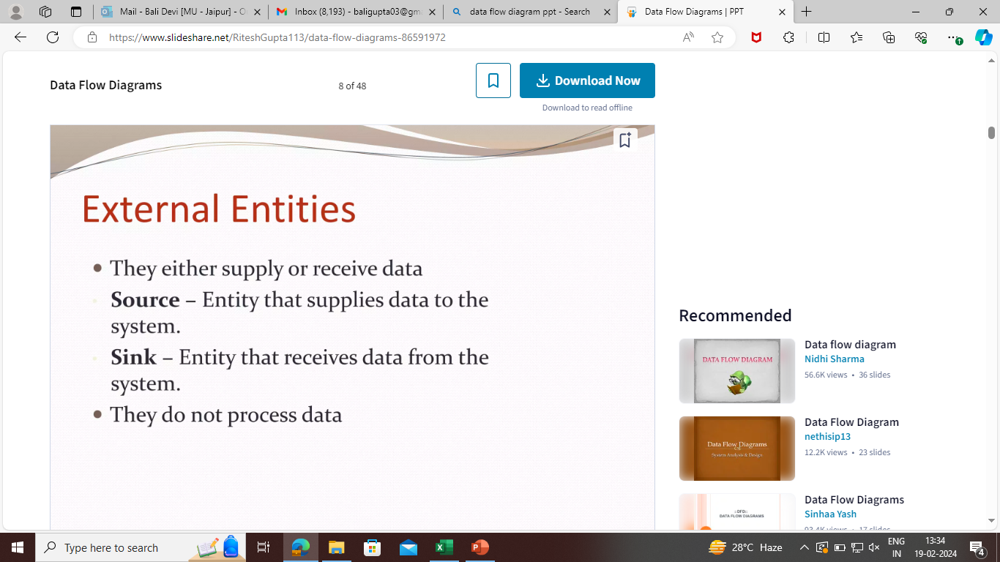 Mail - Bali Devi [MU - Jaipur] - O
Inbox (8,193) - baligupta03@gm
data flow diagram ppt - Search
Data Flow Diagrams | PPT
https://www.slideshare.net/RiteshGupta113/data-flow-diagrams-86591972
Data Flow Diagrams
8 of 48
Download Now
Download to read offline
External Entities
• They either supply or receive data
Source – Entity that supplies data to the
system.
Sink – Entity that receives data from the
system.
• They do not process data
Recommended
DATA FLOW DIAGRAM
Data flow diagram
Nidhi Sharma
56.6K views • 36 slides
Data Flow Diagrams
System Analysis & Design
Data Flow Diagram
nethisip13
12.2K views • 23 slides
::DFD::
DATA FLOW DIAGRAMS
Data Flow Diagrams
Sinhaa Yash
93.4K views • 17 slides
Type here to search
28°C Haze
ENG
IN
13:34
19-02-2024
4